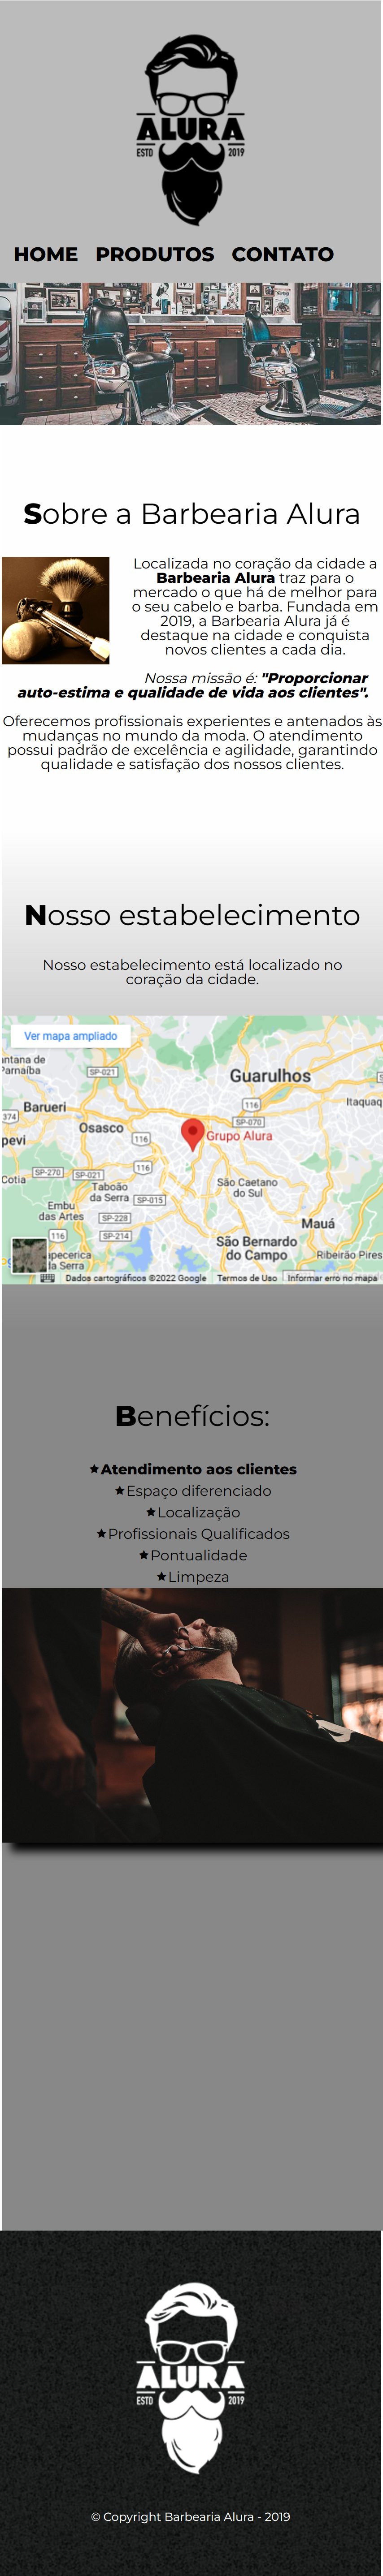 ALURA
ESTD 2019
HOME PRODUTOS CONTATO
Sobre a Barbearia Alura
Localizada no coração da cidade a
Barbearia Alura traz para o
mercado o que há de melhor para
o seu cabelo e barba. Fundada em
2019, a Barbearia Alura já é
destaque na cidade e conquista
novos clientes a cada dia.
Nossa missão é: "Proporcionar
auto-estima e qualidade de vida aos clientes".
Oferecemos profissionais experientes e antenados às
mudanças no mundo da moda. O atendimento
possui padrão de excelência e agilidade, garantindo
qualidade e satisfação dos nossos clientes.
Nosso estabelecimento
Nosso estabelecimento está localizado no
coração da cidade.
Ver mapa ampliado
antana de
Parnaíba
SP-021
Guarulhos
116
Itaquaq
374
Barueri
SP-070
Osasco
116
Grupo Alura
pevi
116
SP-270
SP-021
Cotia
Taboão
da Serra
SP-015
São Caetano
do Sul
Embu
das Artes
SP-228
Mauá
116
SP-214
São Bernardo
do Campo
Ribeirão Pires
apecerica
da Serra
Dados cartográficos ©2022 Google
Termos de Uso
Informar erro no mapa
Benefícios:
Atendimento aos clientes
Espaço diferenciado
Localização
Profissionais Qualificados
Pontualidade
Limpeza
ALURA
ESTD 2019
© Copyright Barbearia Alura - 2019